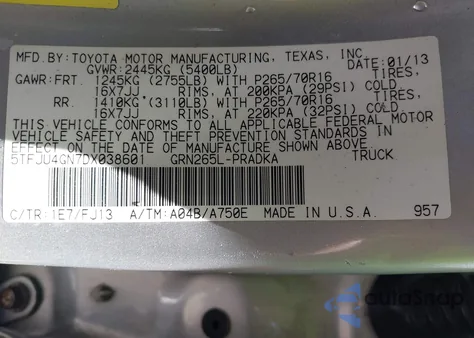 MFD.BY:TOYOTA MOTOR MANUFACTURING, TEXAS, INC.
GVWR:2445KG (5400LB) DATE:01/13
GAWR:FRT. 1245KG (2755LB) WITH P265/70R16 TIRES,
16X7JJ RIMS, AT 200KPA (29PSI) COLD
RR. 1410KG (3110LB) WITH P265/70R16 TIRES,
16X7JJ RIMS, AT 220KPA (32PSI) COLD
THIS VEHICLE CONFORMS TO ALL APPLICABLE FEDERAL MOTOR
VEHICLE SAFETY AND THEFT PREVENTION STANDARDS IN
EFFECT ON THE DATE OF MANUFACTURE SHOWN ABOVE.
5TFJU4GN7DX038601 GRN265L-PRADKA TRUCK
C/TR:1E7/FJ13 A/TM:A04B/A750E MADE IN U.S.A. 957
autoSnap